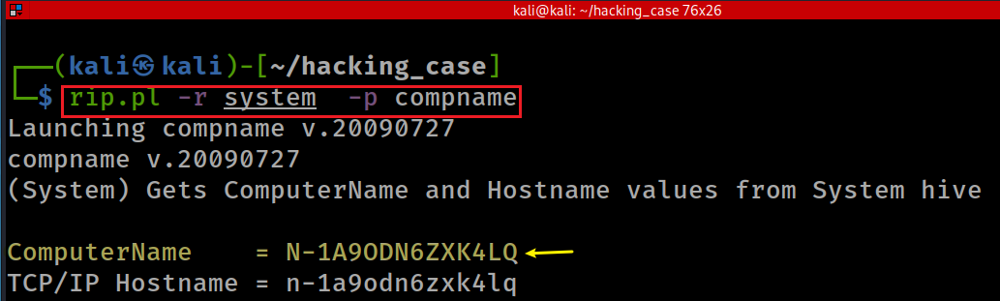 kali@kali: ~/hacking_case 76x26
┌──(kali㉿kali)-[~/hacking_case]
└─$ rip.pl -r system  -p compname
Launching compname v.20090727
compname v.20090727
(System) Gets ComputerName and Hostname values from System hive
ComputerName    = N-1A9ODN6ZXK4LQ
TCP/IP Hostname = n-1a9odn6zxk4lq